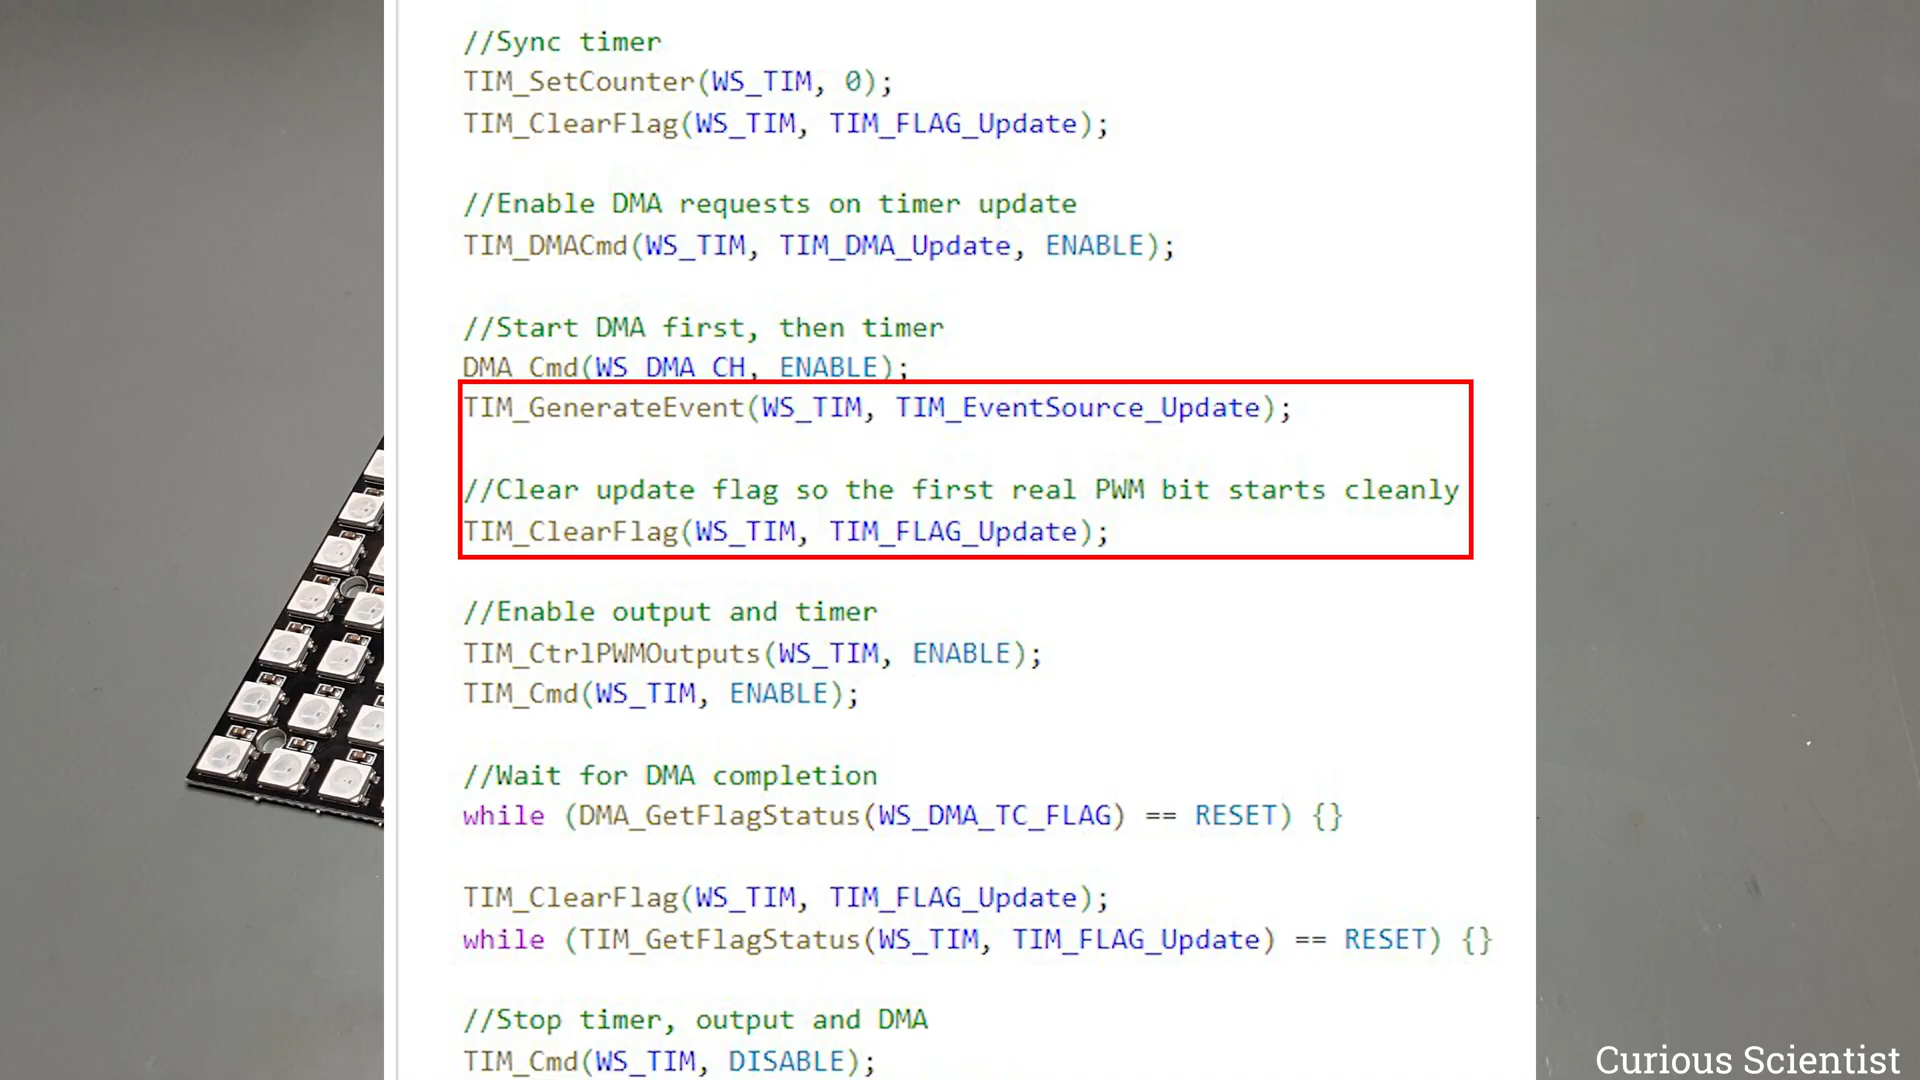 //Sync timer
TIM_SetCounter(WS_TIM, 0);
TIM_ClearFlag(WS_TIM, TIM_FLAG_Update);
//Enable DMA requests on timer update
TIM_DMACmd(WS_TIM, TIM_DMA_Update, ENABLE);
//Start DMA first, then timer
DMA_Cmd(WS_DMA_CH, ENABLE);
TIM_GenerateEvent(WS_TIM, TIM_EventSource_Update);
//Clear update flag so the first real PWM bit starts cleanly
TIM_ClearFlag(WS_TIM, TIM_FLAG_Update);
//Enable output and timer
TIM_CtrlPWMOutputs(WS_TIM, ENABLE);
TIM_Cmd(WS_TIM, ENABLE);
//Wait for DMA completion
while (DMA_GetFlagStatus(WS_DMA_TC_FLAG) == RESET) {}
TIM_ClearFlag(WS_TIM, TIM_FLAG_Update);
while (TIM_GetFlagStatus(WS_TIM, TIM_FLAG_Update) == RESET) {}
//Stop timer, output and DMA
TIM_Cmd(WS_TIM, DISABLE);
Curious Scientist